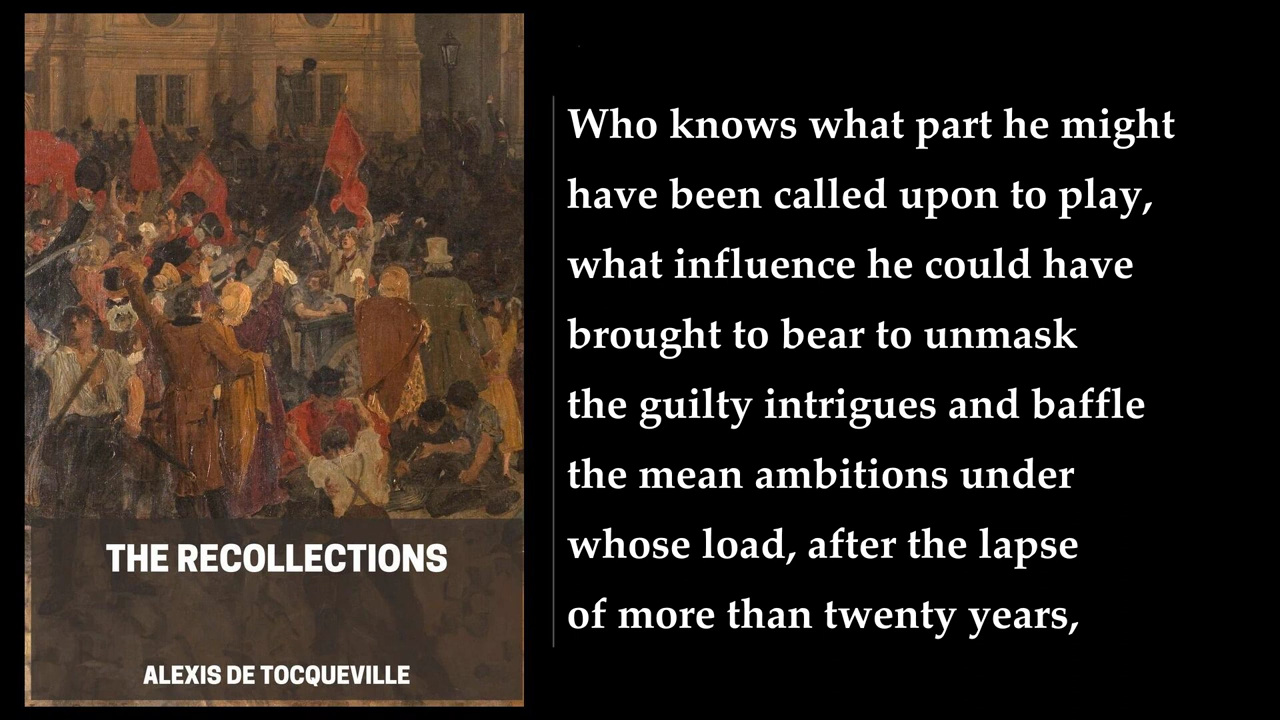 THE RECOLLECTIONS
ALEXIS DE TOCQUEVILLE
Who knows what part he might
have been called upon to play,
what influence he could have
brought to bear to unmask
the guilty intrigues and baffle
the mean ambitions under
whose load, after the lapse
of more than twenty years,